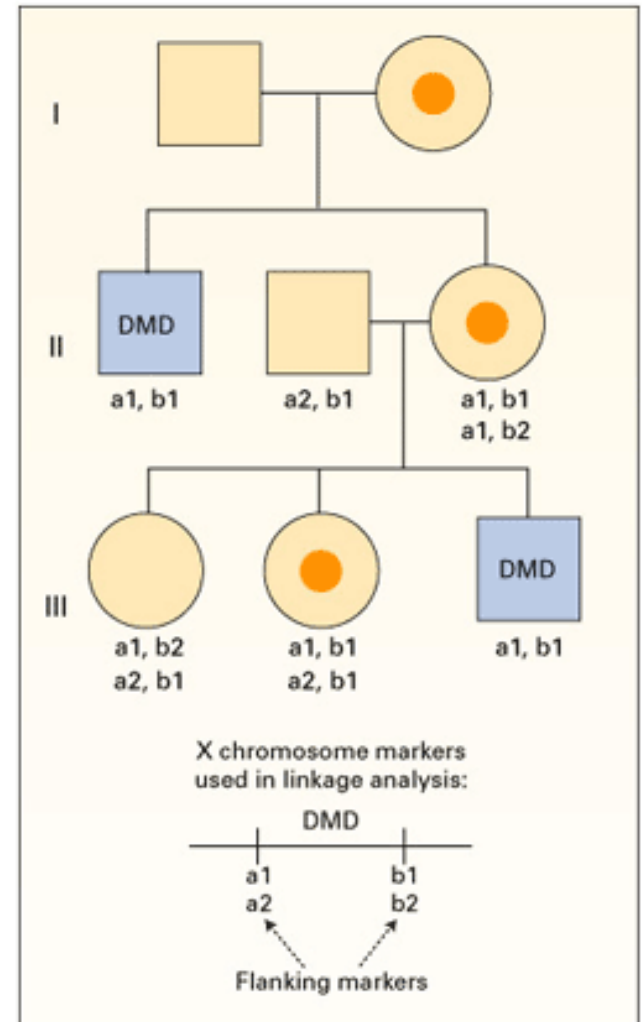 I
DMD
II
a1, b1
a2, b1
a1, b1
a1, b2
DMD
III
a1, b2
a2, b1
a1, b1
a2, b1
a1, b1
X chromosome markers
used in linkage analysis:
DMD
a1
a2
b1
b2
Flanking markers